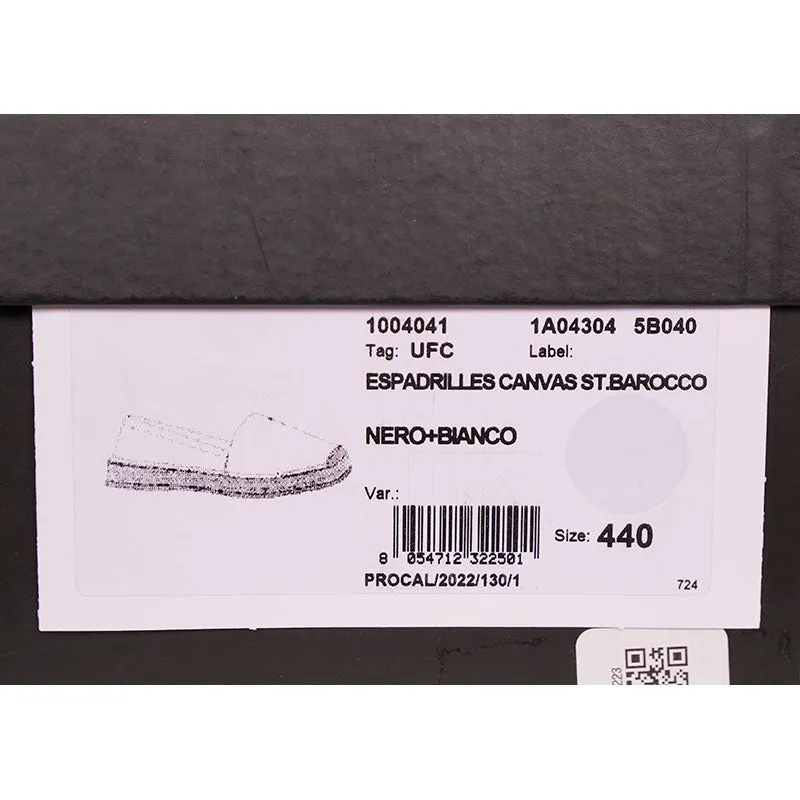 1004041 1A04304 5B040
Tag: UFC Label:
ESPADRILLES CANVAS ST.BAROCCO
NERO+BIANCO
Var.:
8 054712 322501
Size: 440
PROCAL/2022/130/1
724
223